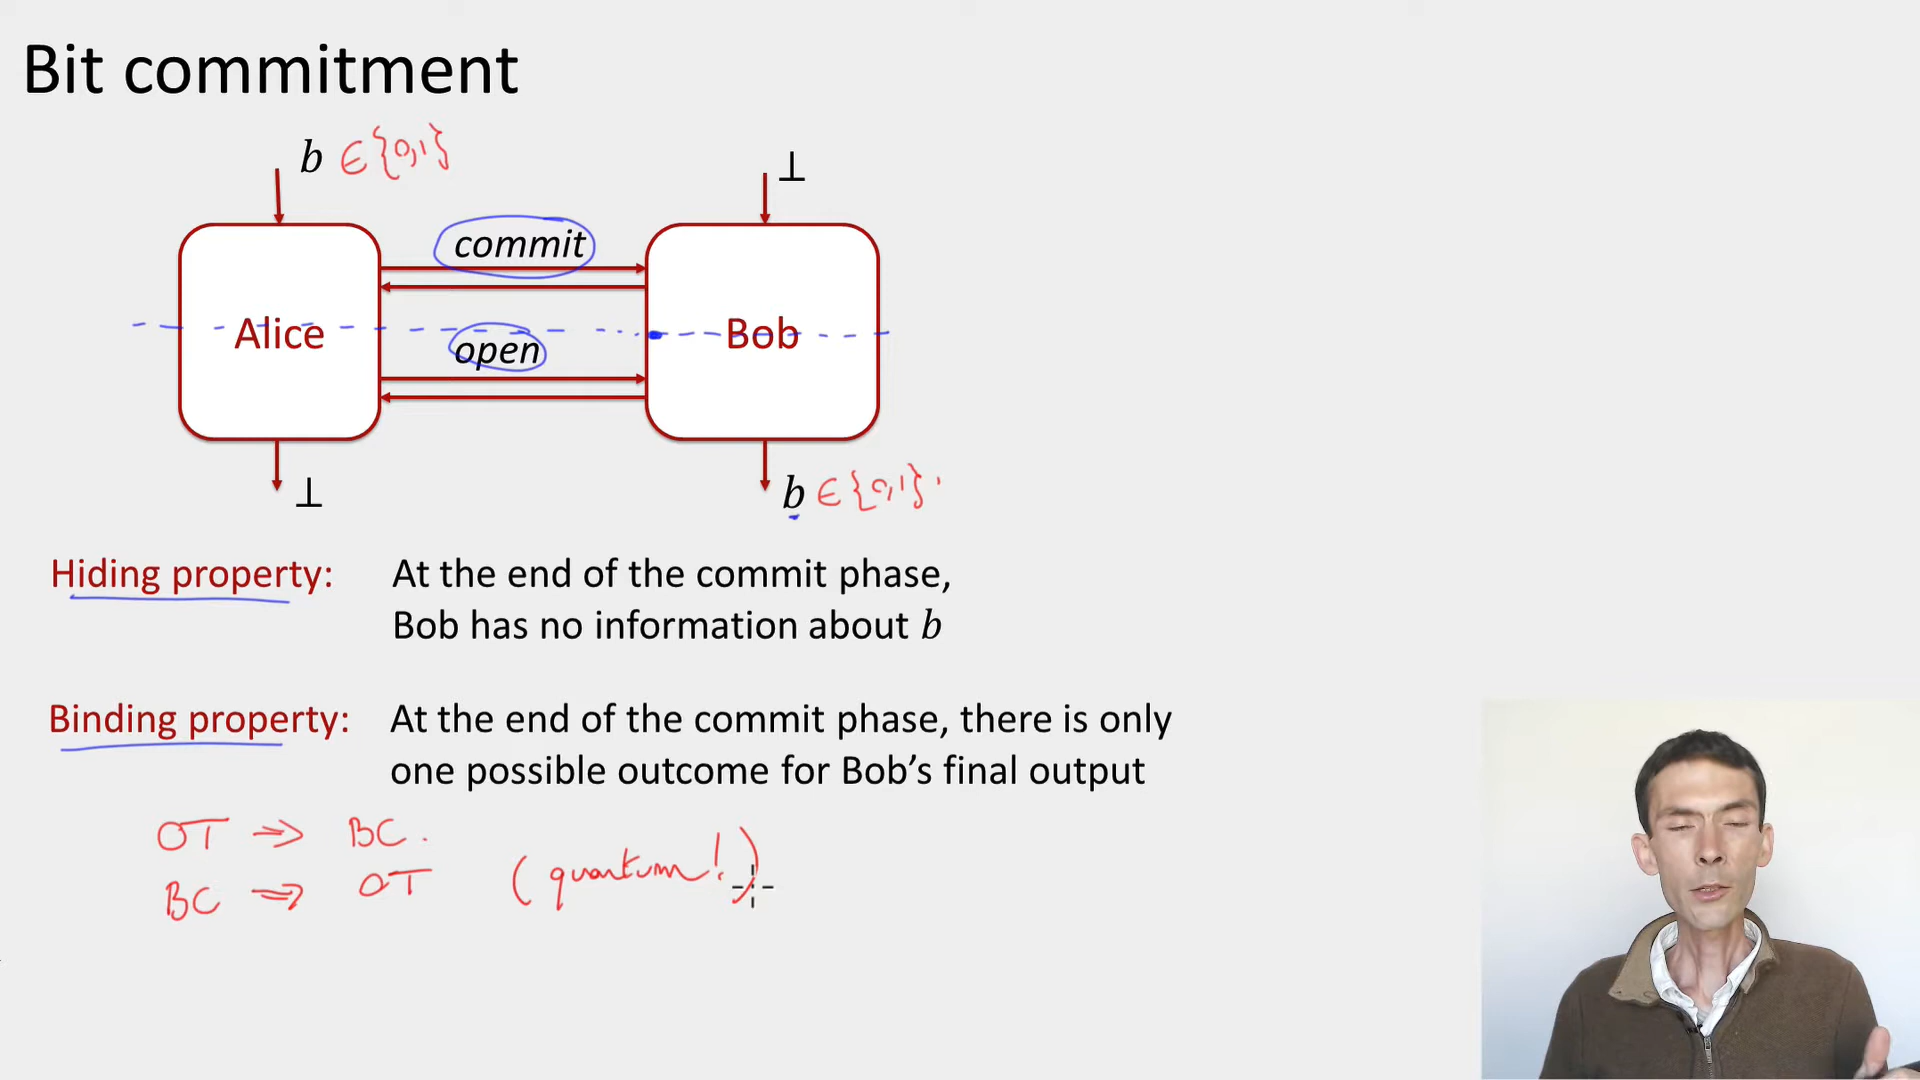 Bit commitment
b ∈ {0,1}
⊥
commit
Alice
Bob
open
⊥
b ∈ {0,1}
Hiding property: At the end of the commit phase,
Bob has no information about b
Binding property: At the end of the commit phase, there is only
one possible outcome for Bob's final output
OT ⇒ BC.
BC ⇒ OT (quantum!)